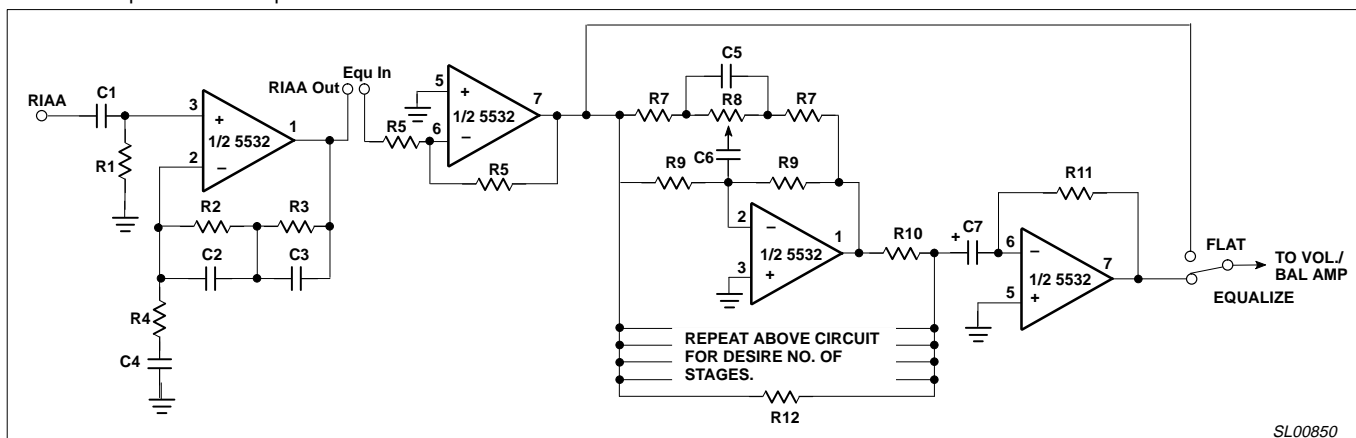 RIAA
C1
R1
3
2
+
−
1/2 5532
1
R2
R3
C2
C3
R4
C4
RIAA Out
Equ In
R5
5
6
+
−
1/2 5532
7
R5
C5
R7
R8
R7
C6
R9
R9
2
3
−
+
1/2 5532
1
R10
C7
+
R11
6
5
−
+
1/2 5532
7
FLAT
EQUALIZE
TO VOL./
BAL AMP
REPEAT ABOVE CIRCUIT
FOR DESIRE NO. OF
STAGES.
R12
SL00850